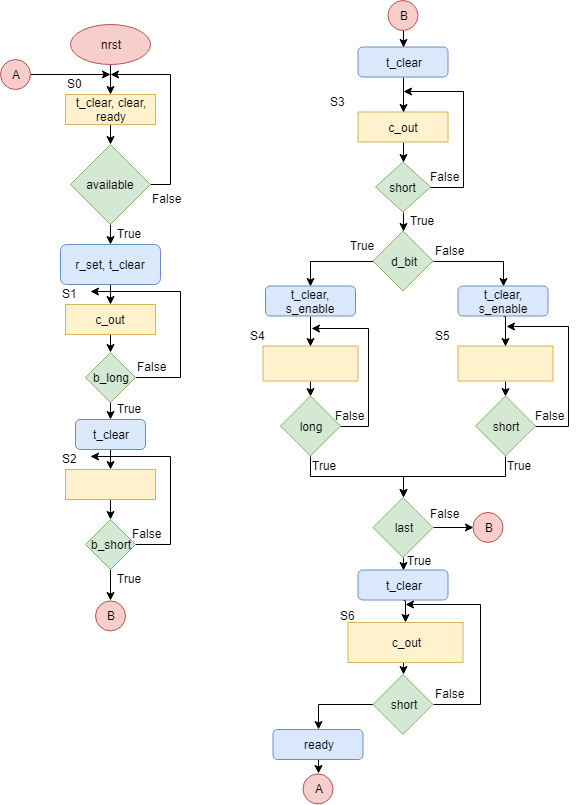 nrst
A
S0
t_clear, clear,
ready
available
False
True
r_set, t_clear
S1
c_out
b_long
False
True
t_clear
S2
b_short
False
True
B
B
t_clear
S3
c_out
short
False
True
d_bit
True
False
t_clear,
s_enable
t_clear,
s_enable
S4
S5
long
False
short
False
True
True
last
False
B
True
t_clear
S6
c_out
short
False
ready
A